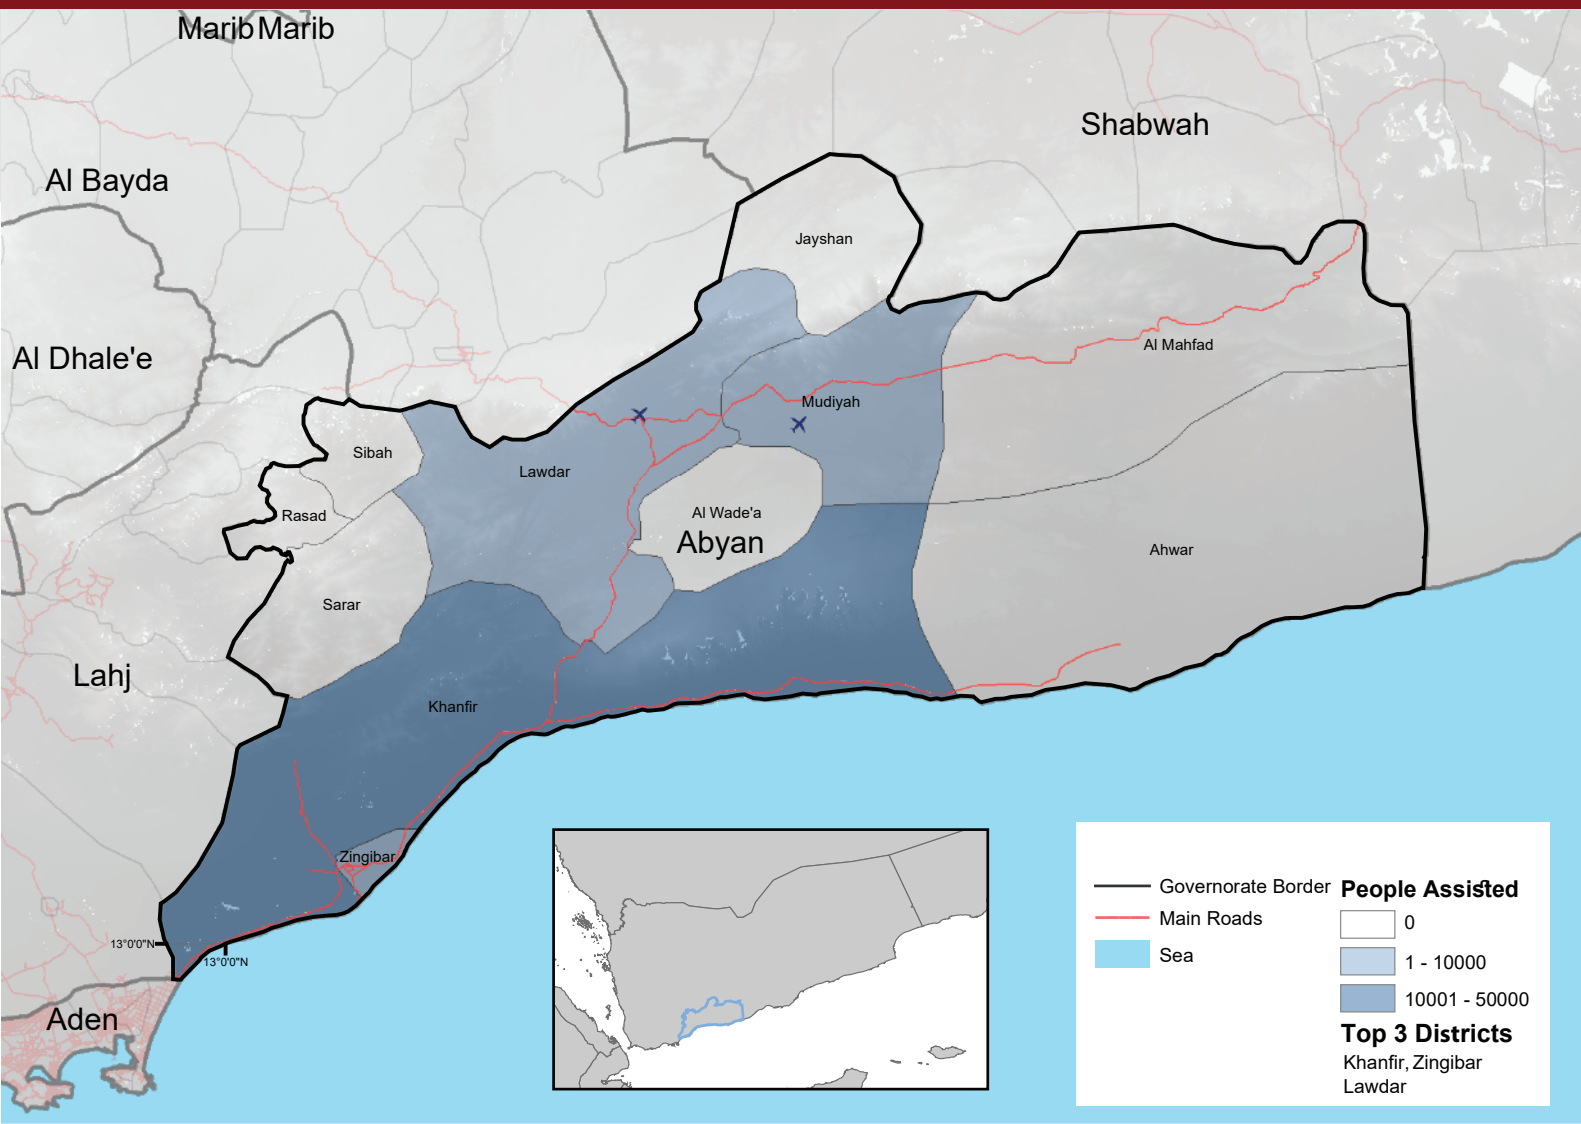 Marib Marib
Shabwah
Al Bayda
Jayshan
Al Mahfad
Al Dhale'e
Mudiyah
Sibah
Lawdar
Rasad
Al Wade'a
Abyan
Ahwar
Sarar
Lahj
Khanfir
Zingibar
13°0'0"N
13°0'0"N
Aden
Governorate Border
Main Roads
Sea
People Assisted
0
1 - 10000
10001 - 50000
Top 3 Districts
Khanfir, Zingibar
Lawdar